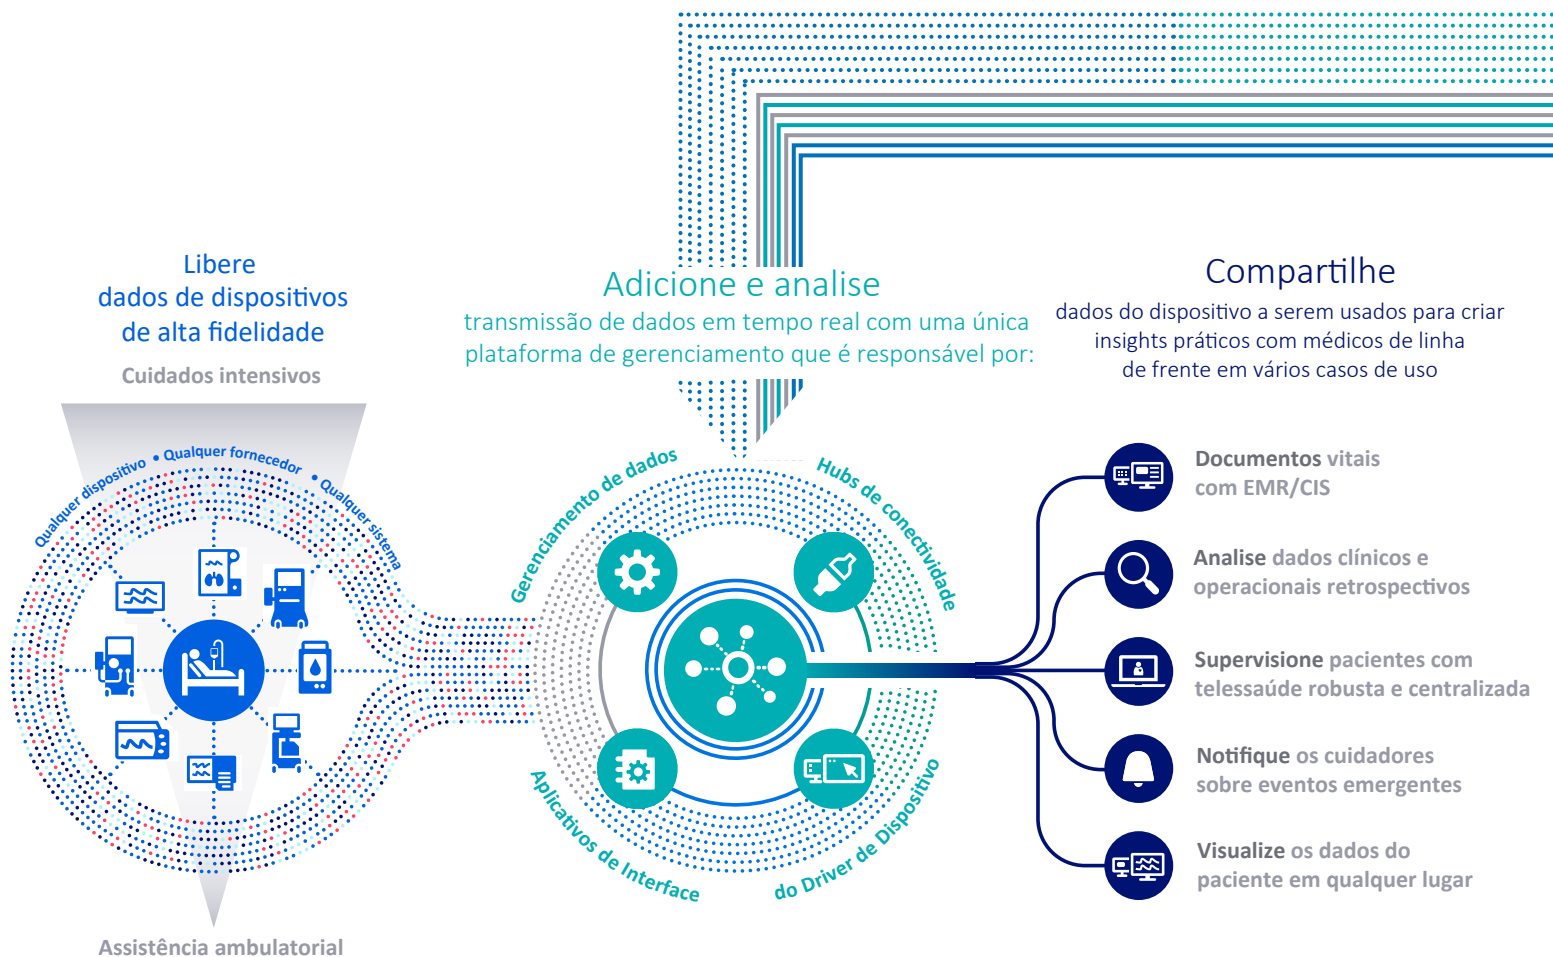 Libere
dados de dispositivos
de alta fidelidade
Cuidados intensivos
Qualquer dispositivo • Qualquer fornecedor • Qualquer sistema
Assistência ambulatorial
Adicione e analise
transmissão de dados em tempo real com uma única
plataforma de gerenciamento que é responsável por:
Gerenciamento de dados
Hubs de conectividade
Aplicativos de Interface
do Driver de Dispositivo
Compartilhe
dados do dispositivo a serem usados para criar
insights práticos com médicos de linha
de frente em vários casos de uso
Documentos vitais
com EMR/CIS
Analise dados clínicos e
operacionais retrospectivos
Supervisione pacientes com
telessaúde robusta e centralizada
Notifique os cuidadores
sobre eventos emergentes
Visualize os dados do
paciente em qualquer lugar